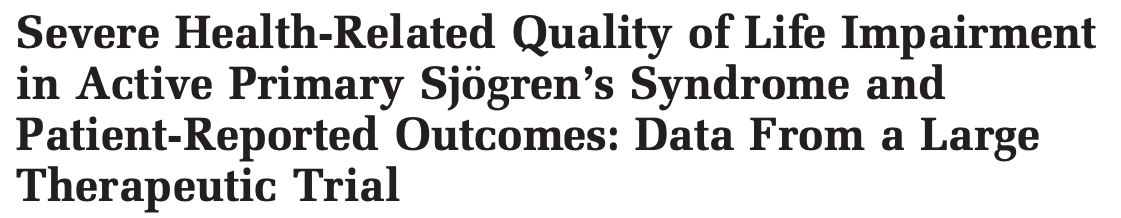 Severe Health-Related Quality of Life Impairment
in Active Primary Sjögren’s Syndrome and
Patient-Reported Outcomes: Data From a Large
Therapeutic Trial